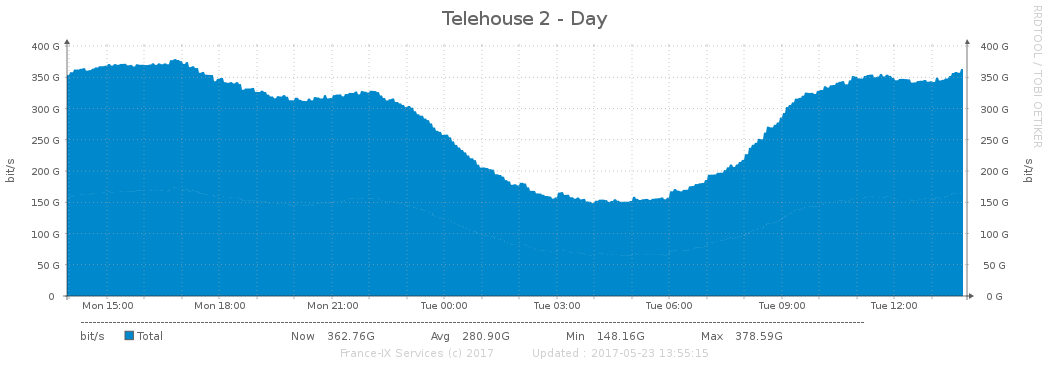 Telehouse 2 - Day
RRDTOOL / TOBI OETIKER
400 G 400 G
350 G 350 G
300 G 300 G
250 G 250 G
200 G 200 G
150 G 150 G
100 G 100 G
50 G 50 G
0 0 G
bit/s bit/s
Mon 15:00 Mon 18:00 Mon 21:00 Tue 00:00 Tue 03:00 Tue 06:00 Tue 09:00 Tue 12:00
bit/s Total Now 362.76G Avg 280.90G Min 148.16G Max 378.59G
France-IX Services (c) 2017 Updated : 2017-05-23 13:55:15